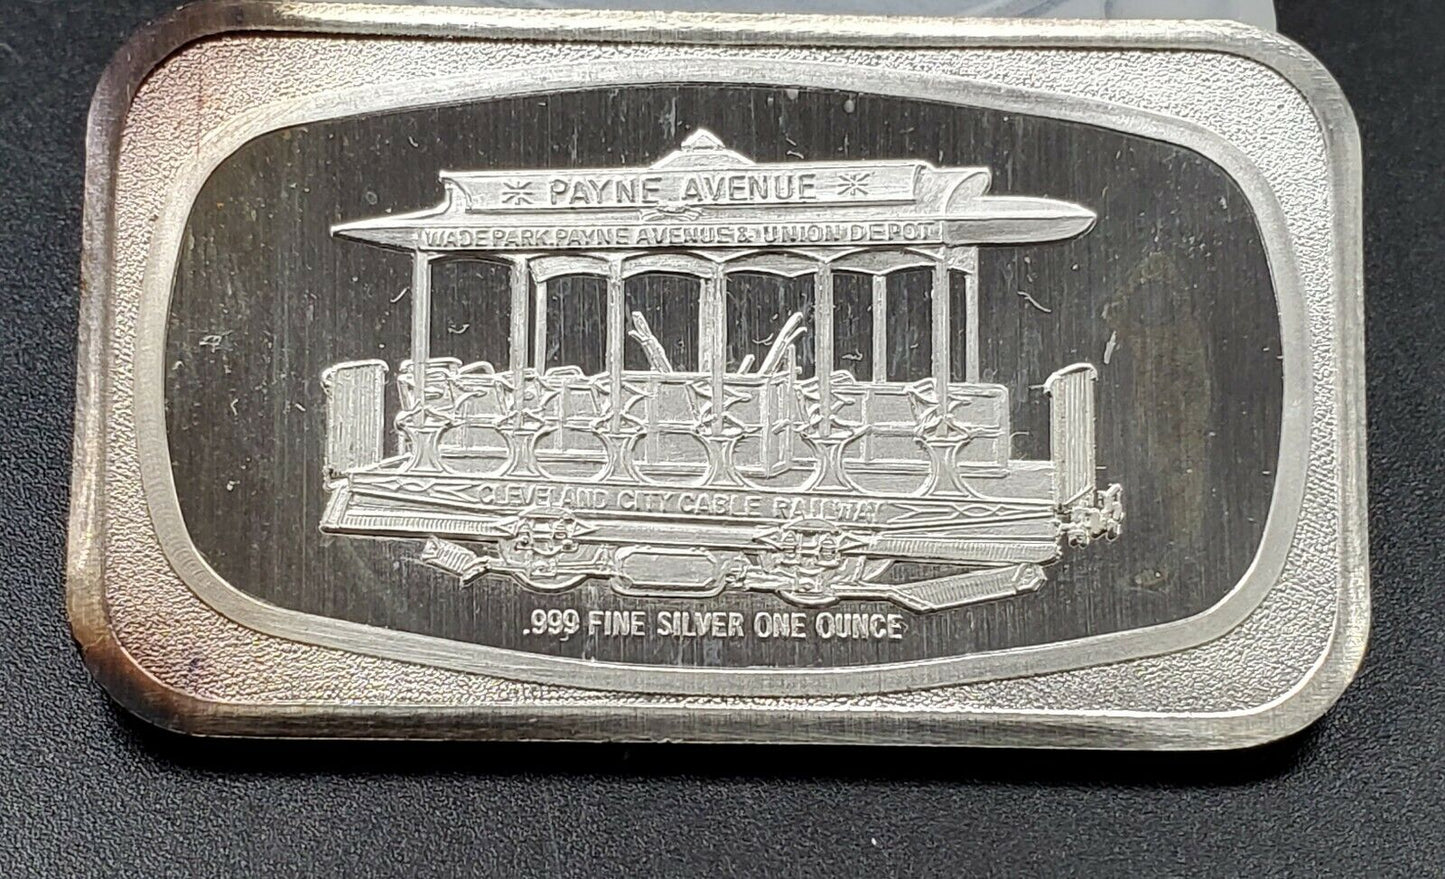 PAYNE AVENUE
WADE PARK, PAYNE AVENUE & UNION DEPOT
CLEVELAND CITY CABLE RAILWAY
.999 FINE SILVER ONE OUNCE